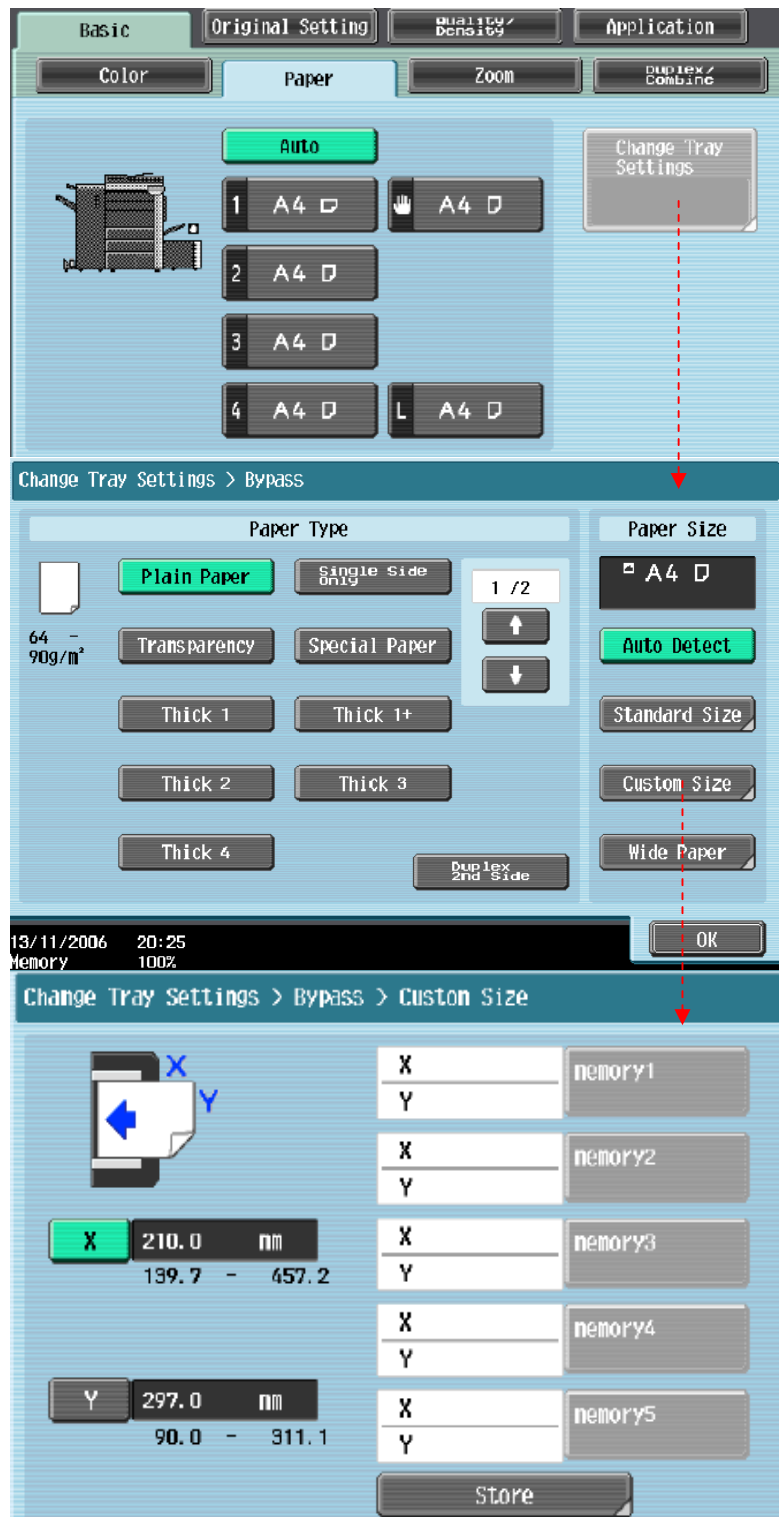 Basic Original Setting Quality/ Application
Density
Color Paper Zoom Duplex/
Combine
Auto Change Tray
Settings
1 A4 A4
2 A4
3 A4
4 A4 L A4
Change Tray Settings > Bypass
Paper Type Paper Size
Plain Paper Single Side
Only 1 /2 A4
64 -
90g/m² Transparency Special Paper Auto Detect
Thick 1 Thick 1+ Standard Size
Thick 2 Thick 3 Custom Size
Thick 4 Duplex
2nd Side Wide Paper
13/11/2006 20:25 OK
Memory 100%
Change Tray Settings > Bypass > Custom Size
X X memory1
Y Y
X memory2
Y
X 210.0 mm X memory3
139.7 - 457.2 Y
X memory4
Y
Y 297.0 mm X memory5
90.0 - 311.1 Y
Store